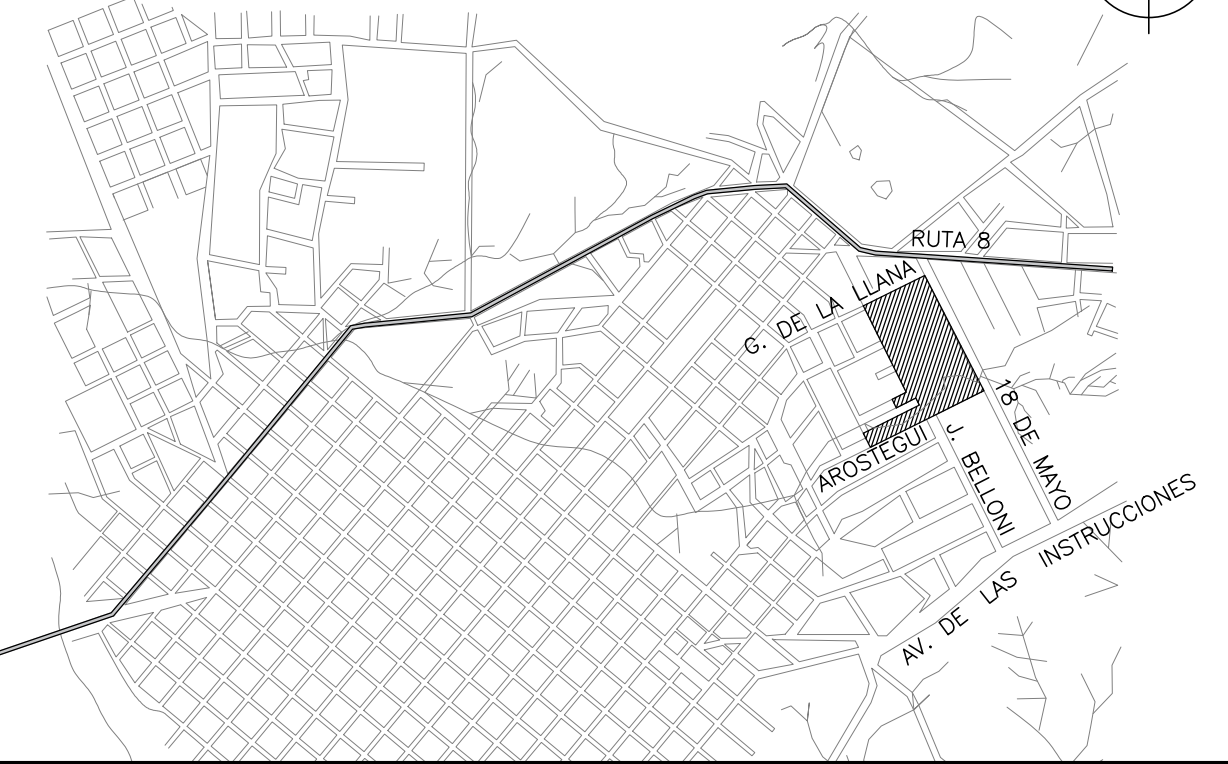 RUTA 8
G. DE LA LLANA
18 DE MAYO
J. BELLONI
AROSTEGUI
AV. DE LAS INSTRUCCIONES